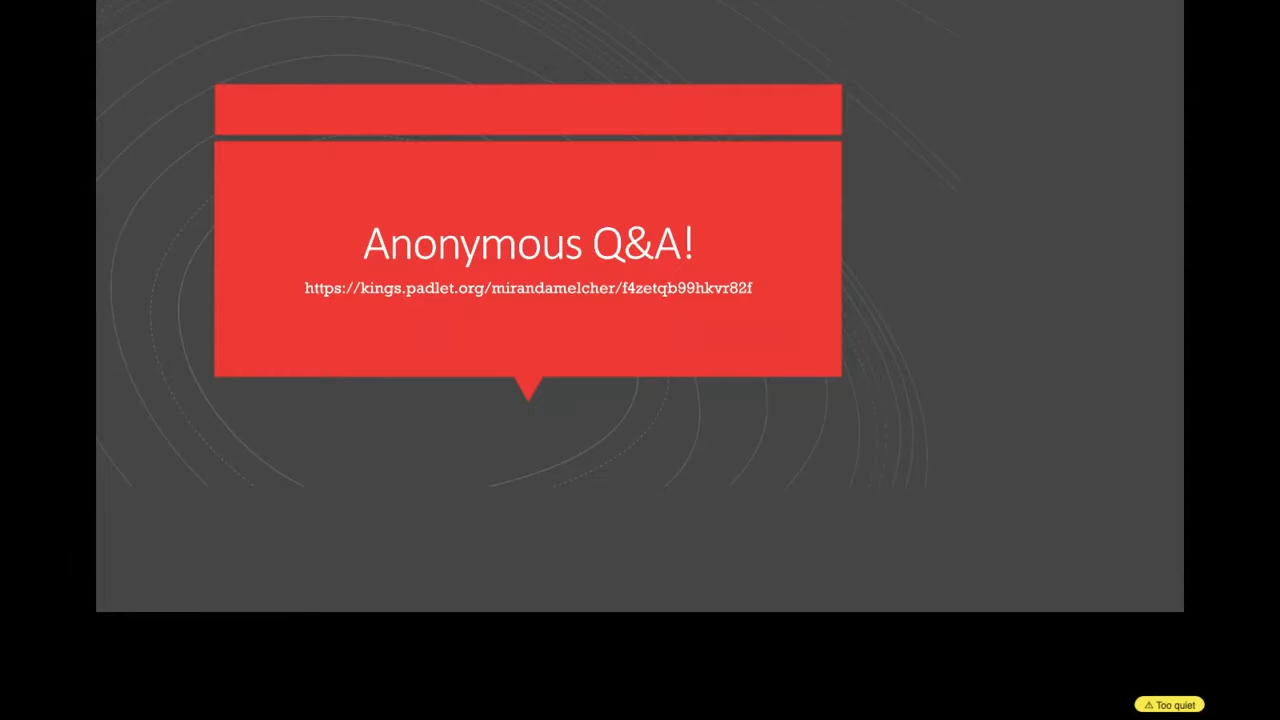 Anonymous Q&A!
https://kings.padlet.org/mirandamelcher/f4zetqb99hkvr82f
⚠ Too quiet